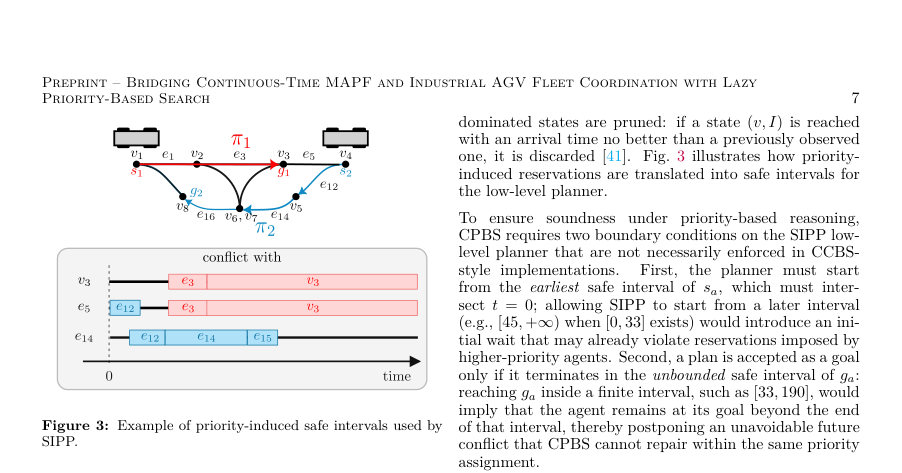 PREPRINT – BRIDGING CONTINUOUS-TIME MAPF AND INDUSTRIAL AGV FLEET COORDINATION WITH LAZY
PRIORITY-BASED SEARCH 7
π1
v1 e1 v2 e3 v3 e5 v4
s1 g1 s2
e12
g2
v8 e16 v6, v7 e14 v5
π2
conflict with
v3 e3 v3
e5 e12 e3 v3
e14 e12 e14 e15
0 time
Figure 3: Example of priority-induced safe intervals used by
SIPP.
dominated states are pruned: if a state (v, I) is reached
with an arrival time no better than a previously observed
one, it is discarded [41]. Fig. 3 illustrates how priority-
induced reservations are translated into safe intervals for
the low-level planner.
To ensure soundness under priority-based reasoning,
CPBS requires two boundary conditions on the SIPP low-
level planner that are not necessarily enforced in CCBS-
style implementations. First, the planner must start
from the earliest safe interval of sa, which must inter-
sect t = 0; allowing SIPP to start from a later interval
(e.g., [45, +∞) when [0, 33] exists) would introduce an ini-
tial wait that may already violate reservations imposed by
higher-priority agents. Second, a plan is accepted as a goal
only if it terminates in the unbounded safe interval of ga:
reaching ga inside a finite interval, such as [33, 190], would
imply that the agent remains at its goal beyond the end
of that interval, thereby postponing an unavoidable future
conflict that CPBS cannot repair within the same priority
assignment.